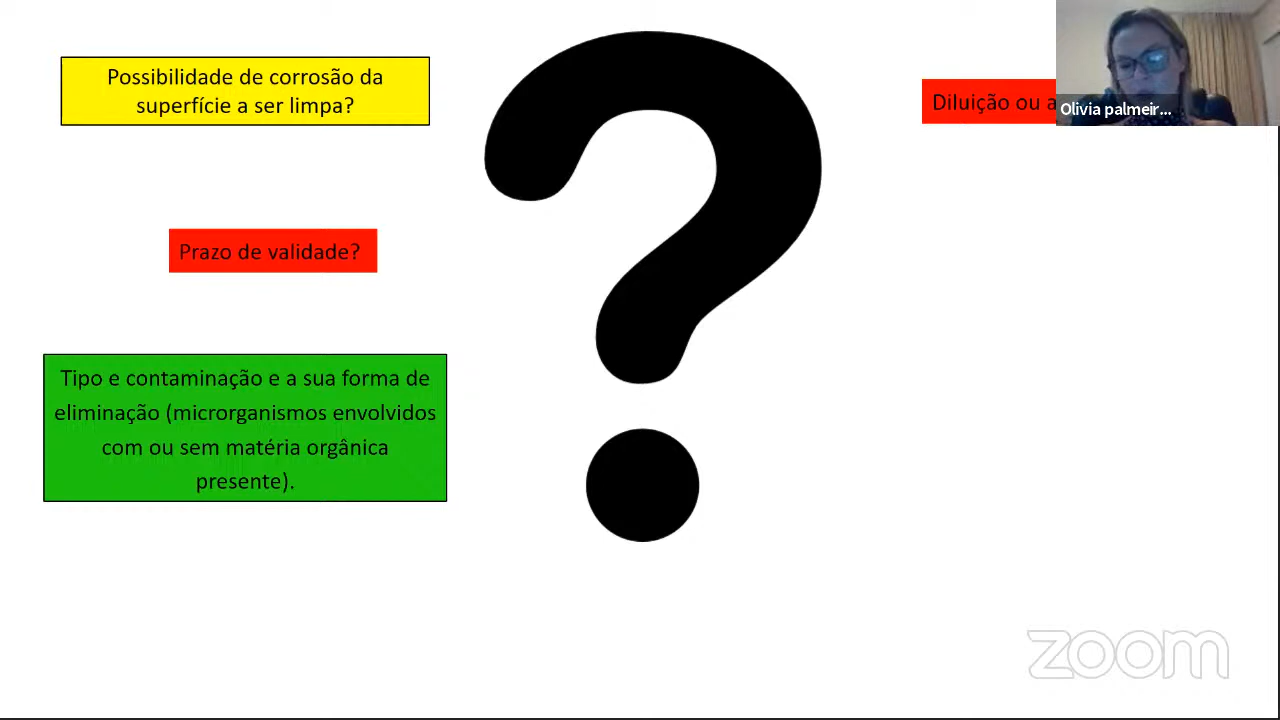 Possibilidade de corrosão da
superfície a ser limpa?
Diluição ou a
Olivia palmeir...
Prazo de validade?
Tipo e contaminação e a sua forma de
eliminação (microrganismos envolvidos
com ou sem matéria orgânica
presente).
zoom